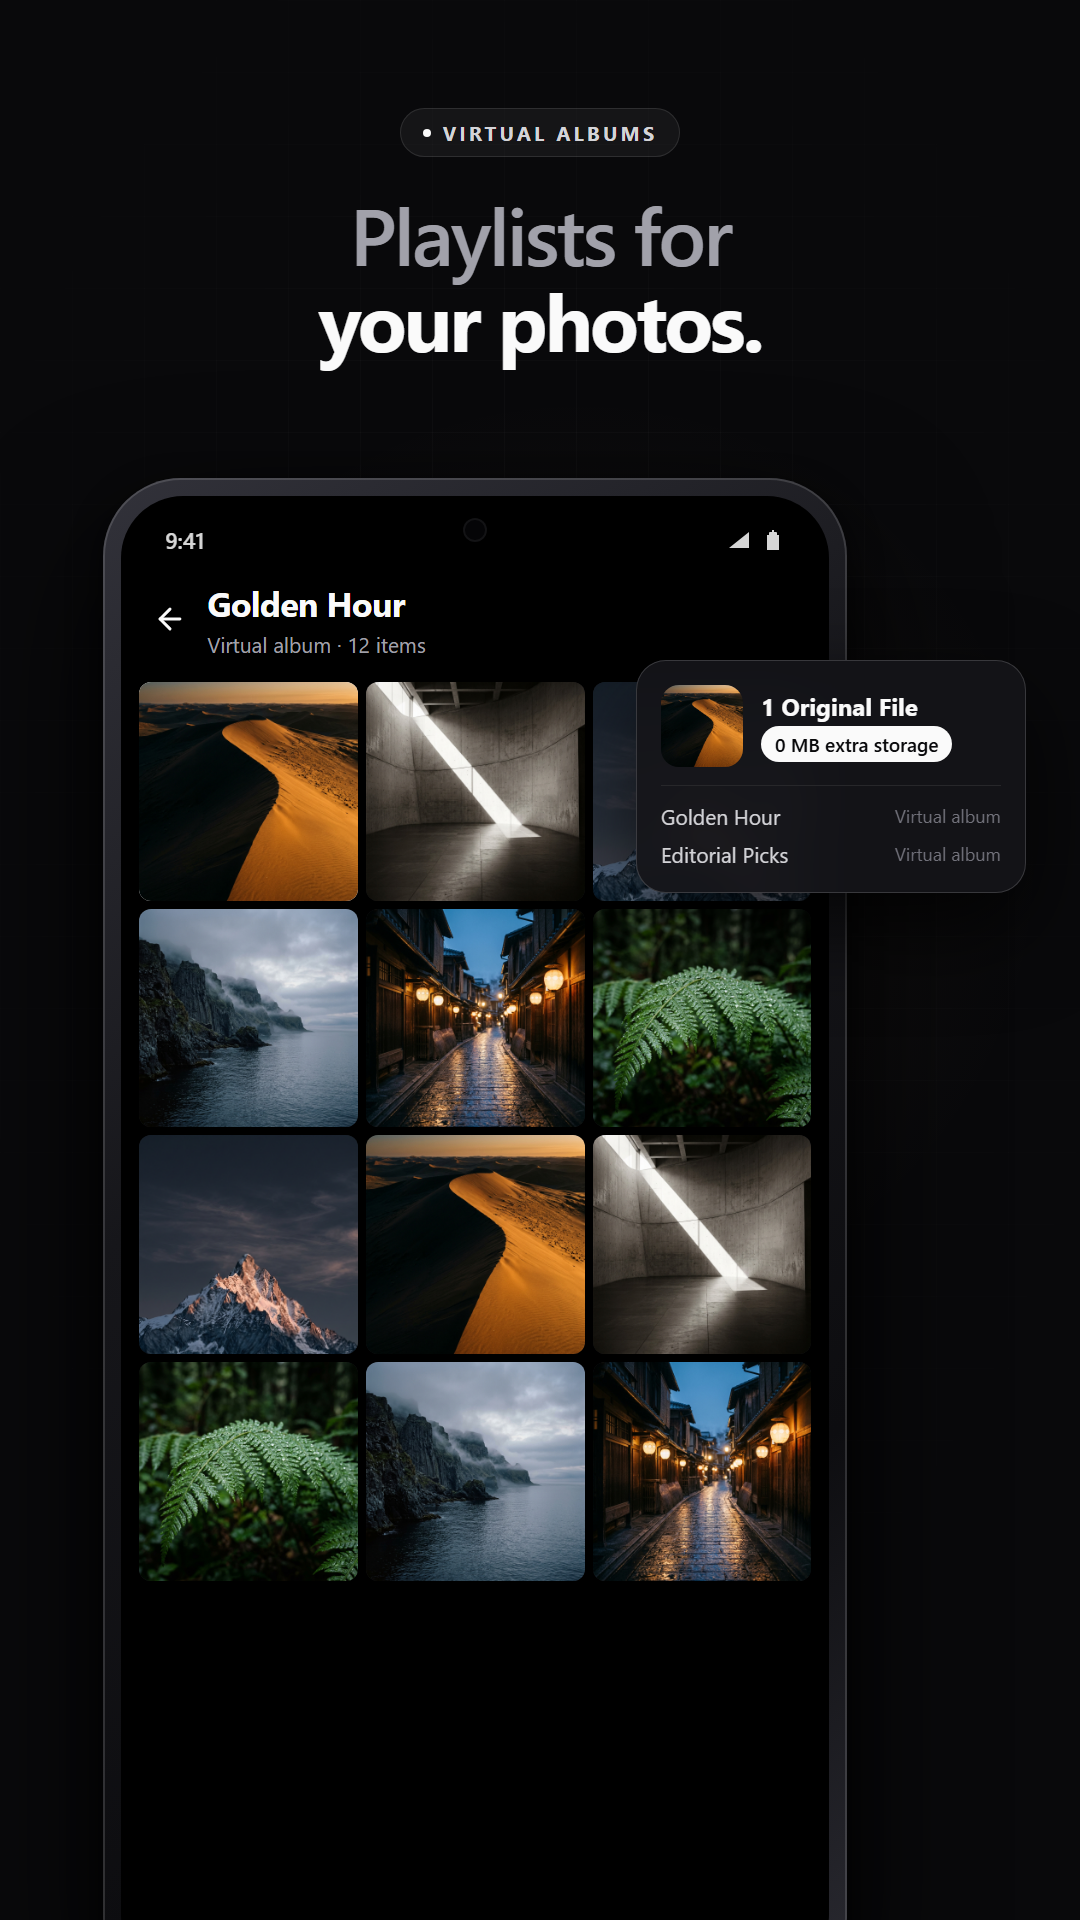 VIRTUAL ALBUMS
Playlists for
your photos.
9:41
Golden Hour
Virtual album · 12 items
1 Original File
0 MB extra storage
Golden Hour Virtual album
Editorial Picks Virtual album